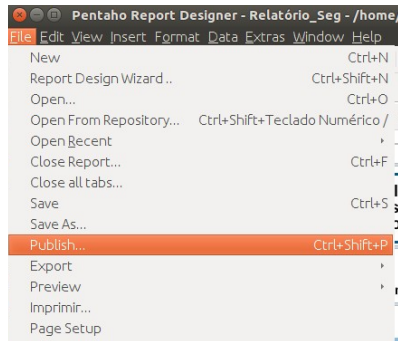 Pentaho Report Designer - Relatório_Seg - /home/
File Edit View Insert Format Data Extras Window Help
New Ctrl+N
Report Design Wizard .. Ctrl+Shift+N
Open... Ctrl+O
Open From Repository... Ctrl+Shift+Teclado Numérico /
Open Recent
Close Report... Ctrl+F
Close all tabs...
Save Ctrl+S
Save As...
Publish... Ctrl+Shift+P
Export
Preview
Imprimir...
Page Setup